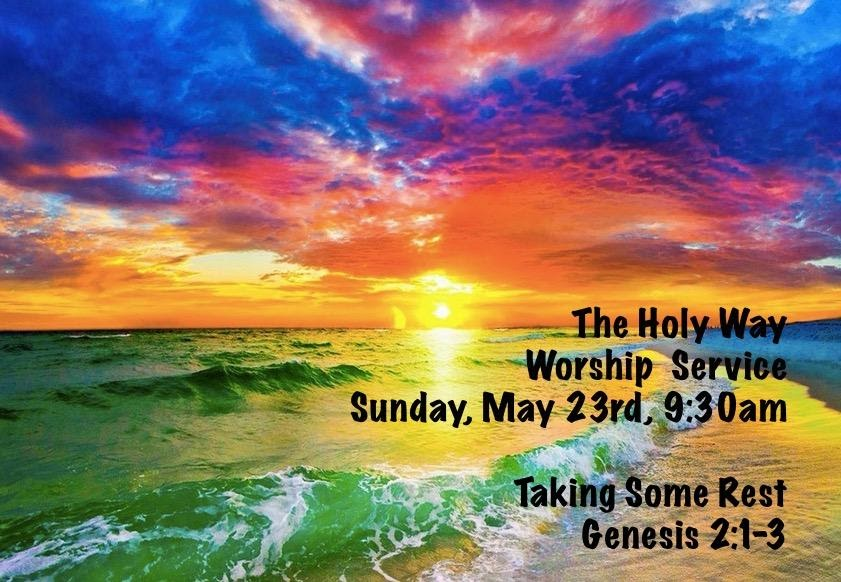 The Holy Way
Worship Service
Sunday, May 23rd, 9:30am
Taking Some Rest
Genesis 2:1-3